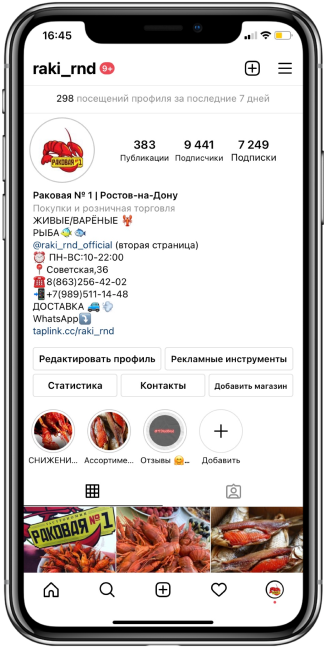 16:45
raki_rnd 9+
298 посещений профиля за последние 7 дней
РАКОВАЯ №1
383 9 441 7 249
Публикации Подписчики Подписки
Раковая № 1 | Ростов-на-Дону
Покупки и розничная торговля
ЖИВЫЕ/ВАРЁНЫЕ 🦞
РЫБА🐠 🐟
@raki_rnd_official (вторая страница)
⏰ ПН-ВС:10-22:00
📍 Советская,36
☎️8(863)256-42-02
📲+7(989)511-14-48
ДОСТАВКА 🚙💨
WhatsApp⬇️
taplink.cc/raki_rnd
Редактировать профиль Рекламные инструменты
Статистика Контакты Добавить магазин
СНИЖЕНИ... Ассортиме... Отзывы 🤗... Добавить
РАКОВАЯ №1